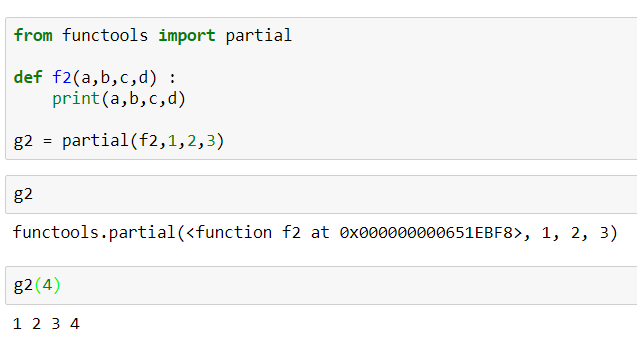 from functools import partial
def f2(a,b,c,d) :
    print(a,b,c,d)
g2 = partial(f2,1,2,3)
g2
functools.partial(<function f2 at 0x000000000651EBF8>, 1, 2, 3)
g2(4)
1 2 3 4